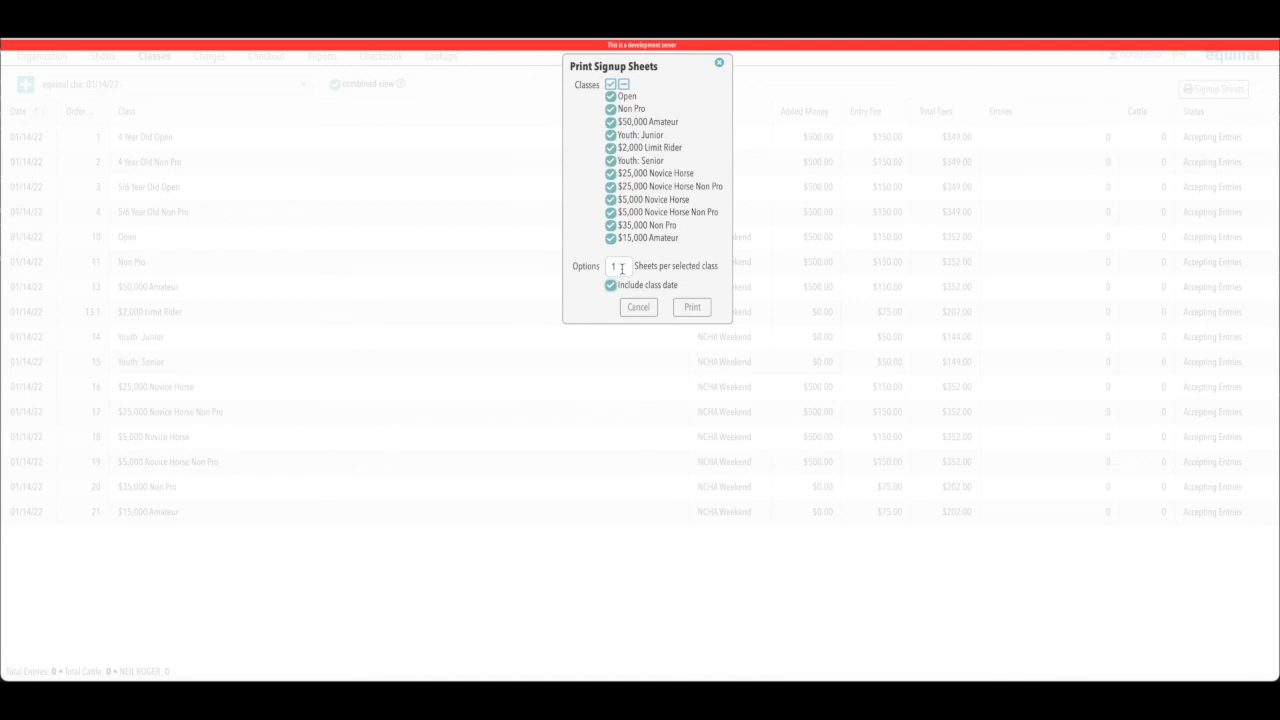 This is a development server
Organization Shows Classes Charges Checkout Reports Checkbook Lookups
equinal
equinal cha: 01/14/22
combined view
Signup Sheets
Date Order... Class Added Money Entry Fee Total Fees Entries Cattle Status
01/14/22 1 4 Year Old Open $500.00 $150.00 $349.00 0 0 Accepting Entries
01/14/22 2 4 Year Old Non Pro $500.00 $150.00 $349.00 0 0 Accepting Entries
01/14/22 3 5/6 Year Old Open $500.00 $150.00 $349.00 0 0 Accepting Entries
01/14/22 4 5/6 Year Old Non Pro $500.00 $150.00 $349.00 0 0 Accepting Entries
01/14/22 10 Open ekend $500.00 $150.00 $352.00 0 0 Accepting Entries
01/14/22 11 Non Pro ekend $500.00 $150.00 $352.00 0 0 Accepting Entries
01/14/22 13 $50,000 Amateur ekend $500.00 $150.00 $352.00 0 0 Accepting Entries
01/14/22 13.1 $2,000 Limit Rider ekend $0.00 $75.00 $202.00 0 0 Accepting Entries
01/14/22 14 Youth: Junior NCHA Weekend $0.00 $50.00 $144.00 0 0 Accepting Entries
01/14/22 15 Youth: Senior NCHA Weekend $0.00 $50.00 $149.00 0 0 Accepting Entries
01/14/22 16 $25,000 Novice Horse NCHA Weekend $500.00 $150.00 $352.00 0 0 Accepting Entries
01/14/22 17 $25,000 Novice Horse Non Pro NCHA Weekend $500.00 $150.00 $352.00 0 0 Accepting Entries
01/14/22 18 $5,000 Novice Horse NCHA Weekend $500.00 $150.00 $352.00 0 0 Accepting Entries
01/14/22 19 $5,000 Novice Horse Non Pro NCHA Weekend $500.00 $150.00 $352.00 0 0 Accepting Entries
01/14/22 20 $35,000 Non Pro NCHA Weekend $0.00 $75.00 $202.00 0 0 Accepting Entries
01/14/22 21 $15,000 Amateur NCHA Weekend $0.00 $75.00 $202.00 0 0 Accepting Entries
Print Signup Sheets
Classes
Open
Non Pro
$50,000 Amateur
Youth: Junior
$2,000 Limit Rider
Youth: Senior
$25,000 Novice Horse
$25,000 Novice Horse Non Pro
$5,000 Novice Horse
$5,000 Novice Horse Non Pro
$35,000 Non Pro
$15,000 Amateur
Options 1 Sheets per selected class
Include class date
Cancel Print
Total Entries: 0 • Total Cattle: 0 • NEIL ROGER: 0